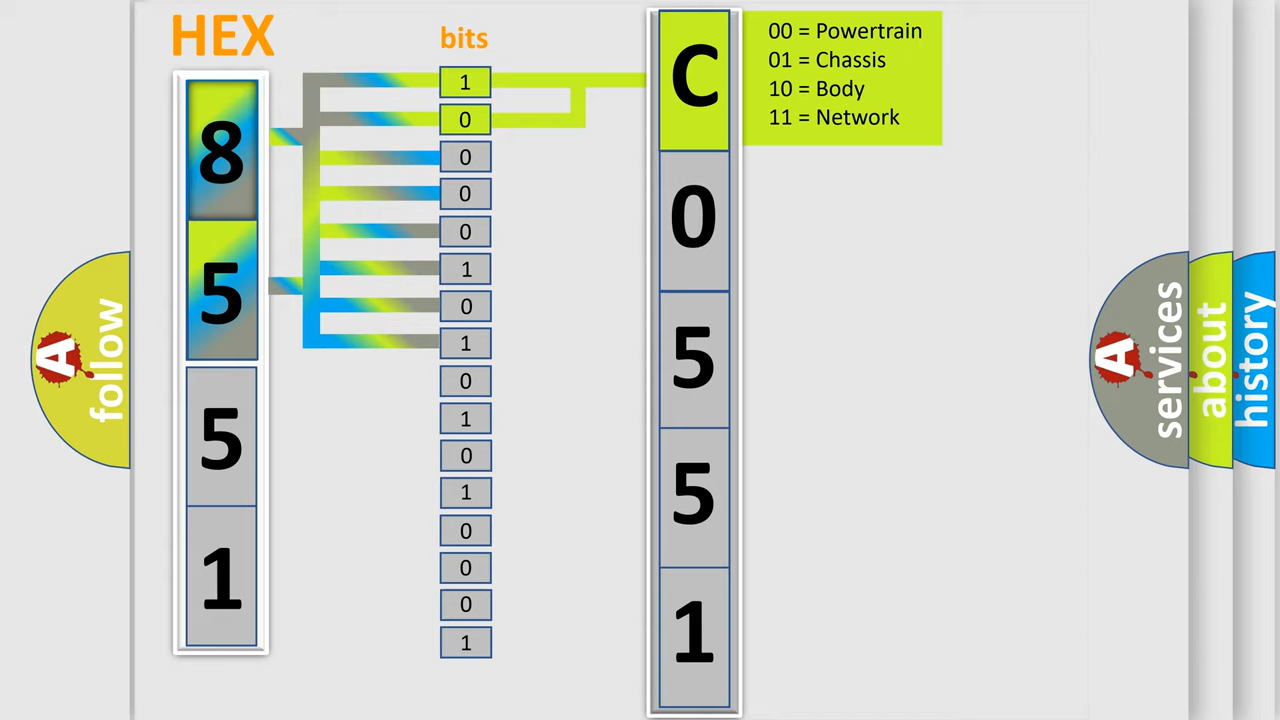 HEX
8
5
5
1
bits
1
0
0
0
0
1
0
1
0
1
0
1
0
0
0
1
C
0
5
5
1
00 = Powertrain
01 = Chassis
10 = Body
11 = Network
A
follow
A
services
about
history